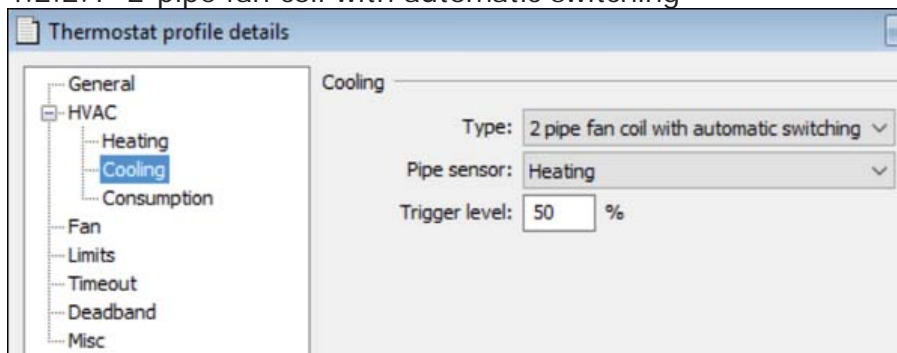 2 pipe fan coil with automatic switching
Thermostat profile details
General
HVAC
Heating
Cooling
Consumption
Fan
Limits
Timeout
Deadband
Misc
Cooling
Type: 2 pipe fan coil with automatic switching
Pipe sensor: Heating
Trigger level: 50 %